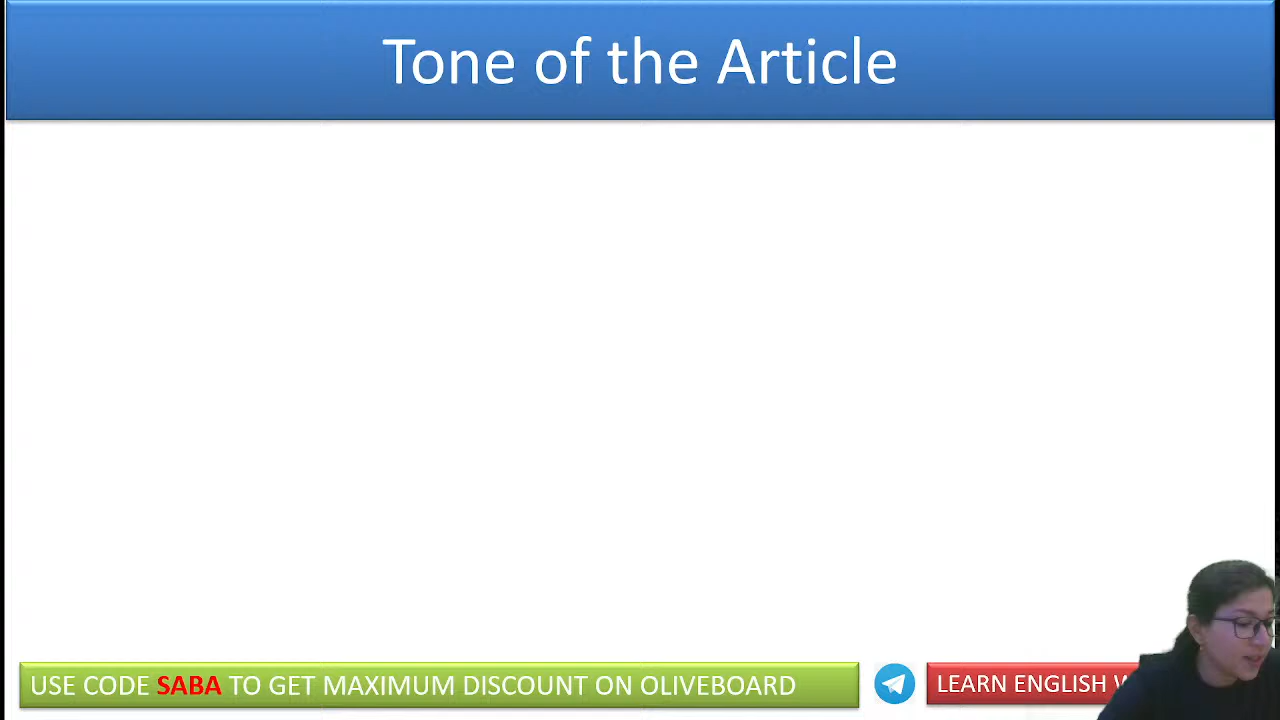 Tone of the Article
USE CODE SABA TO GET MAXIMUM DISCOUNT ON OLIVEBOARD
LEARN ENGLISH